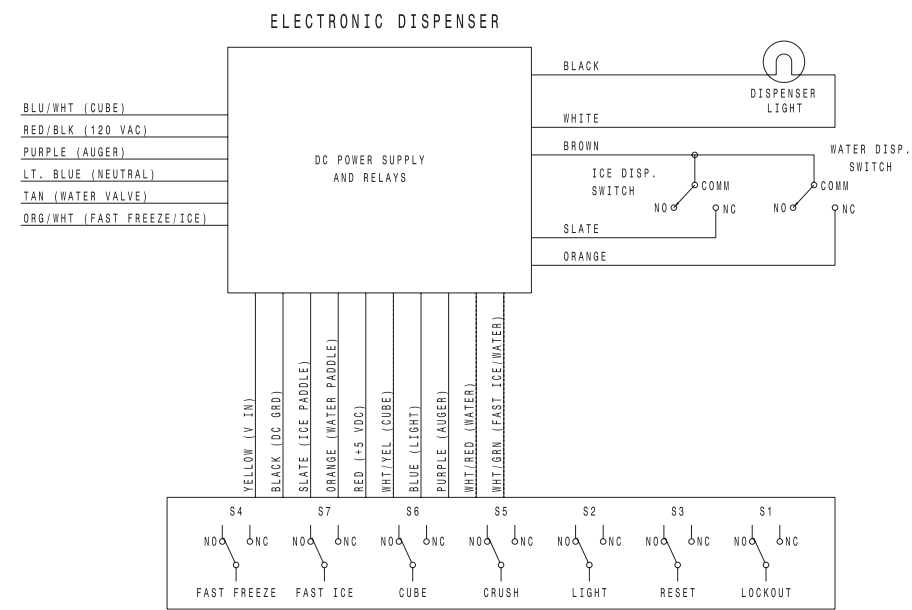 ELECTRONIC DISPENSER
BLU/WHT (CUBE)
RED/BLK (120 VAC)
PURPLE (AUGER)
LT. BLUE (NEUTRAL)
TAN (WATER VALVE)
ORG/WHT (FAST FREEZE/ICE)
DC POWER SUPPLY
AND RELAYS
BLACK
DISPENSER
LIGHT
WHITE
BROWN
WATER DISP.
SWITCH
ICE DISP.
SWITCH
COMM
NO
NC
COMM
NO
NC
SLATE
ORANGE
YELLOW (V IN)
BLACK (DC GRD)
SLATE (ICE PADDLE)
ORANGE (WATER PADDLE)
RED (+5 VDC)
WHT/YEL (CUBE)
BLUE (LIGHT)
PURPLE (AUGER)
WHT/RED (WATER)
WHT/GRN (FAST ICE/WATER)
S4 S7 S6 S5 S2 S3 S1
NO NC NO NC NO NC NO NC NO NC NO NC NO NC
FAST FREEZE FAST ICE CUBE CRUSH LIGHT RESET LOCKOUT